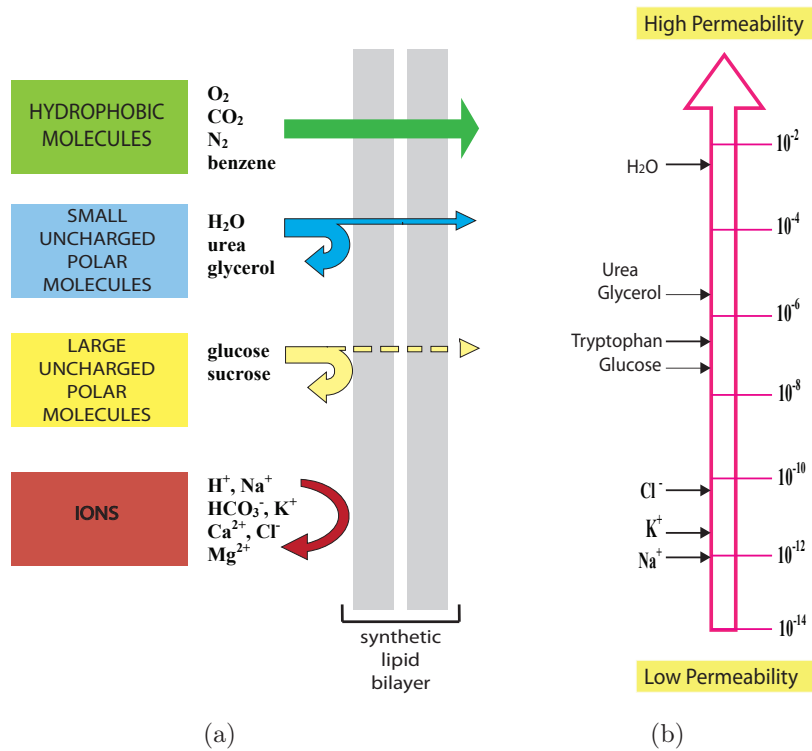 HYDROPHOBIC
MOLECULES
O₂
CO₂
N₂
benzene
SMALL
UNCHARGED
POLAR
MOLECULES
H₂O
urea
glycerol
LARGE
UNCHARGED
POLAR
MOLECULES
glucose
sucrose
IONS
H⁺, Na⁺
HCO₃⁻, K⁺
Ca²⁺, Cl⁻
Mg²⁺
synthetic
lipid
bilayer
(a)
High Permeability
10⁻²
H₂O
10⁻⁴
Urea
Glycerol
10⁻⁶
Tryptophan
Glucose
10⁻⁸
10⁻¹⁰
Cl⁻
K⁺
Na⁺
10⁻¹²
10⁻¹⁴
Low Permeability
(b)